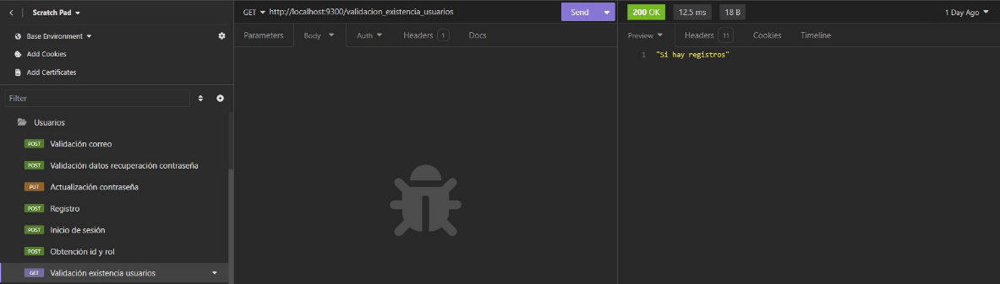 Scratch Pad
GET http://localhost:9300/validacion_existencia_usuarios
Send
200 OK
12.5 ms
18 B
1 Day Ago
Base Environment
Add Cookies
Add Certificates
Parameters
Body
Auth
Headers 1
Docs
Preview
Headers 11
Cookies
Timeline
1 "Si hay registros"
Filter
Usuarios
POST Validación correo
POST Validación datos recuperación contraseña
PUT Actualización contraseña
POST Registro
POST Inicio de sesión
POST Obtención id y rol
GET Validación existencia usuarios